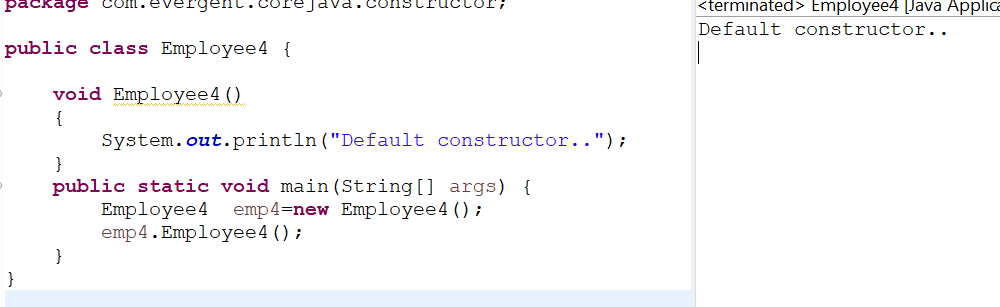 package com.evergent.corejava.constructor;
public class Employee4 {
void Employee4()
{
System.out.println("Default constructor..");
}
public static void main(String[] args) {
Employee4  emp4=new Employee4();
emp4.Employee4();
}
}
<terminated> Employee4 [Java Applica
Default constructor..